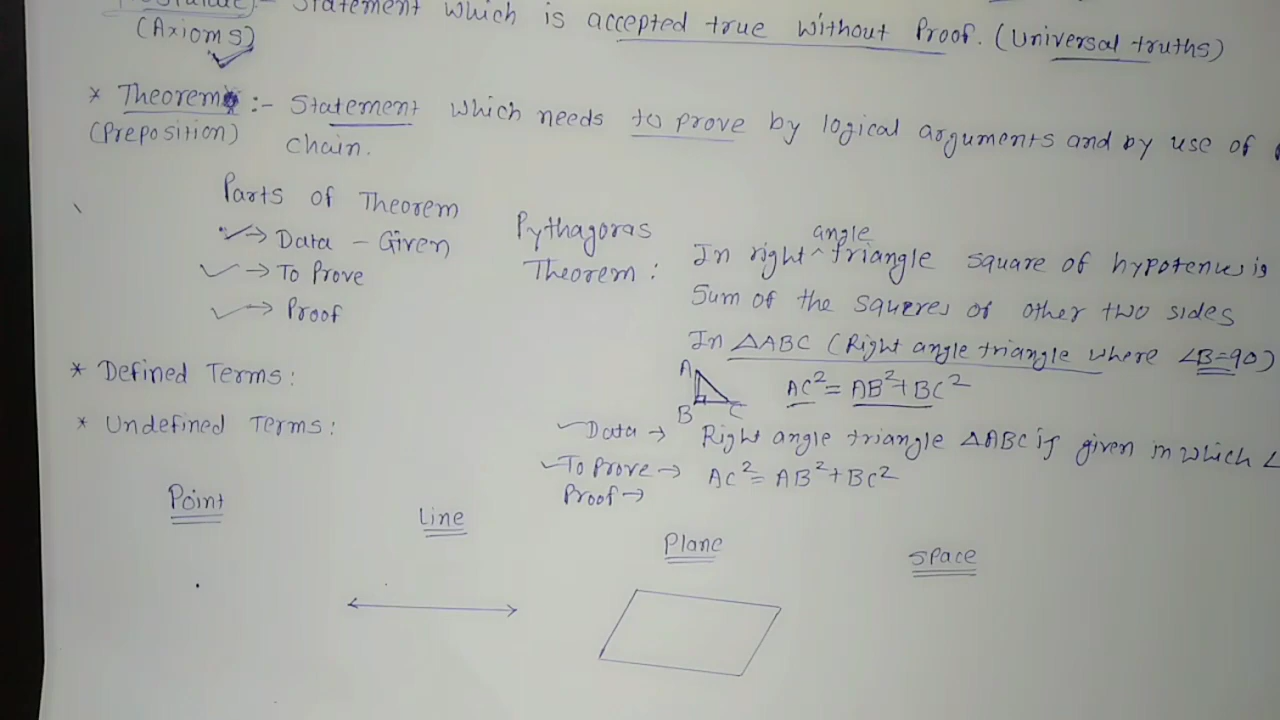 Statement which is accepted true without Proof. (Universal truths)
(Axioms)
* Theorem :- Statement which needs to prove by logical arguments and by use of
(Preposition) chain.
Parts of Theorem
→ Data - Given
→ To Prove
→ Proof
Pythagoras
Theorem :
angle
In right ^ triangle square of hypotenus is
Sum of the squares of other two sides
In △ABC (Right angle triangle where ∠B=90)
A
B C
AC²= AB²+BC²
* Defined Terms :
* Undefined Terms :
Data → Right angle triangle △ABC is given in which ∠
To Prove → AC²= AB²+BC²
Proof →
Point
Line
Plane
Space